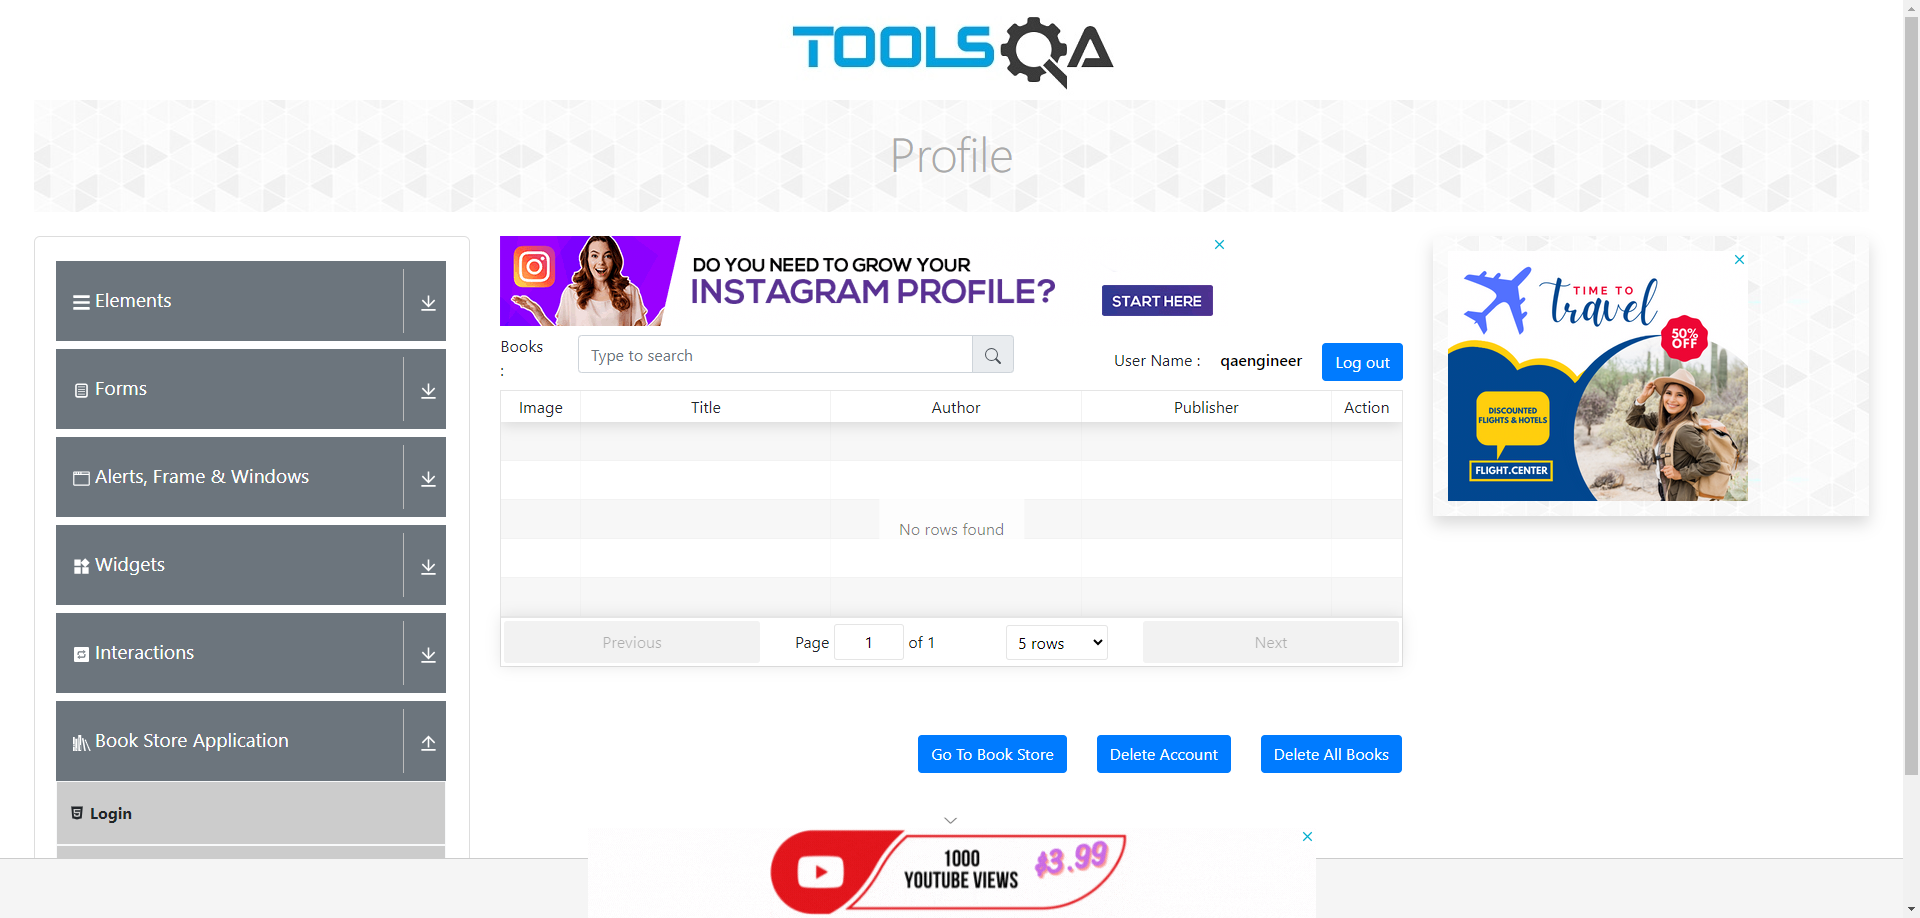 TOOLSQA
Profile
Elements
Forms
Alerts, Frame & Windows
Widgets
Interactions
Book Store Application
Login
DO YOU NEED TO GROW YOUR
INSTAGRAM PROFILE?
START HERE
Books
:
Type to search
User Name : qaengineer Log out
Image Title Author Publisher Action
No rows found
Previous Page 1 of 1 5 rows Next
Go To Book Store Delete Account Delete All Books
TIME TO
travel
50%
OFF
DISCOUNTED
FLIGHTS & HOTELS
FLIGHT.CENTER
1000
YOUTUBE VIEWS
$3.99